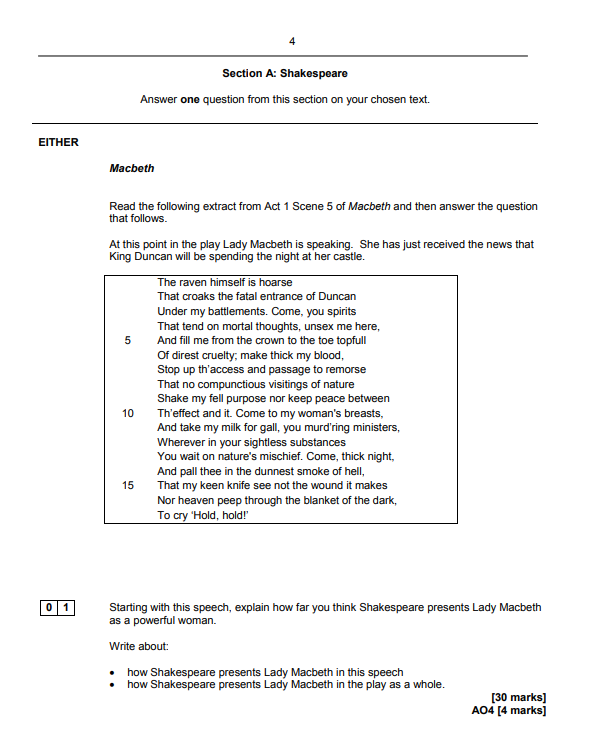 4
Section A: Shakespeare
Answer one question from this section on your chosen text.
EITHER
Macbeth
Read the following extract from Act 1 Scene 5 of Macbeth and then answer the question
that follows.
At this point in the play Lady Macbeth is speaking. She has just received the news that
King Duncan will be spending the night at her castle.
The raven himself is hoarse
That croaks the fatal entrance of Duncan
Under my battlements. Come, you spirits
That tend on mortal thoughts, unsex me here,
5 And fill me from the crown to the toe topfull
Of direst cruelty; make thick my blood,
Stop up th'access and passage to remorse
That no compunctious visitings of nature
Shake my fell purpose nor keep peace between
10 Th'effect and it. Come to my woman's breasts,
And take my milk for gall, you murd'ring ministers,
Wherever in your sightless substances
You wait on nature's mischief. Come, thick night,
And pall thee in the dunnest smoke of hell,
15 That my keen knife see not the wound it makes
Nor heaven peep through the blanket of the dark,
To cry 'Hold, hold!'
0 1 Starting with this speech, explain how far you think Shakespeare presents Lady Macbeth
as a powerful woman.
Write about:
• how Shakespeare presents Lady Macbeth in this speech
• how Shakespeare presents Lady Macbeth in the play as a whole.
[30 marks]
AO4 [4 marks]